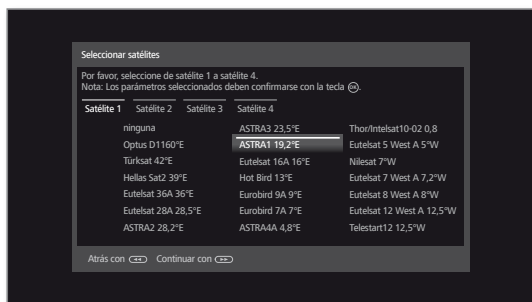 Seleccionar satélites
Por favor, seleccione de satélite 1 a satélite 4.
Nota: Los parámetros seleccionados deben confirmarse con la tecla OK.
Satélite 1 Satélite 2 Satélite 3 Satélite 4
ninguna ASTRA3 23,5°E Thor/Intelsat10-02 0,8
Optus D1160°E ASTRA1 19,2°E Eutelsat 5 West A 5°W
Türksat 42°E Eutelsat 16A 16°E Nilesat 7°W
Hellas Sat2 39°E Hot Bird 13°E Eutelsat 7 West A 7,2°W
Eutelsat 36A 36°E Eurobird 9A 9°E Eutelsat 8 West A 8°W
Eutelsat 28A 28,5°E Eurobird 7A 7°E Eutelsat 12 West A 12,5°W
ASTRA2 28,2°E ASTRA4A 4,8°E Telestart12 12,5°W
Atrás con Continuar con